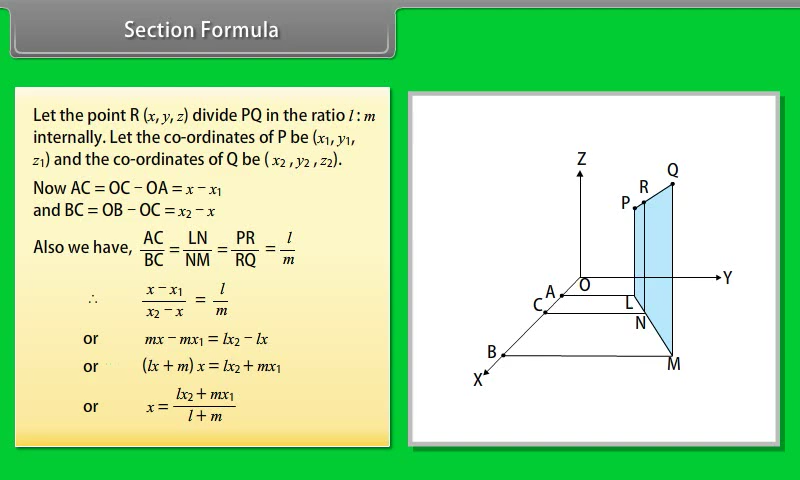 Section Formula
Let the point R (x, y, z) divide PQ in the ratio l : m
internally. Let the co-ordinates of P be (x₁, y₁,
z₁) and the co-ordinates of Q be ( x₂ , y₂ , z₂).
Now AC = OC − OA = x − x₁
and BC = OB − OC = x₂ − x
Also we have, AC/BC = LN/NM = PR/RQ = l/m
∴ (x − x₁)/(x₂ − x) = l/m
or mx − mx₁ = lx₂ − lx
or (lx + m) x = lx₂ + mx₁
or x = (lx₂ + mx₁)/(l + m)
Z
Q
R
P
O
Y
A
L
C
N
B
M
X